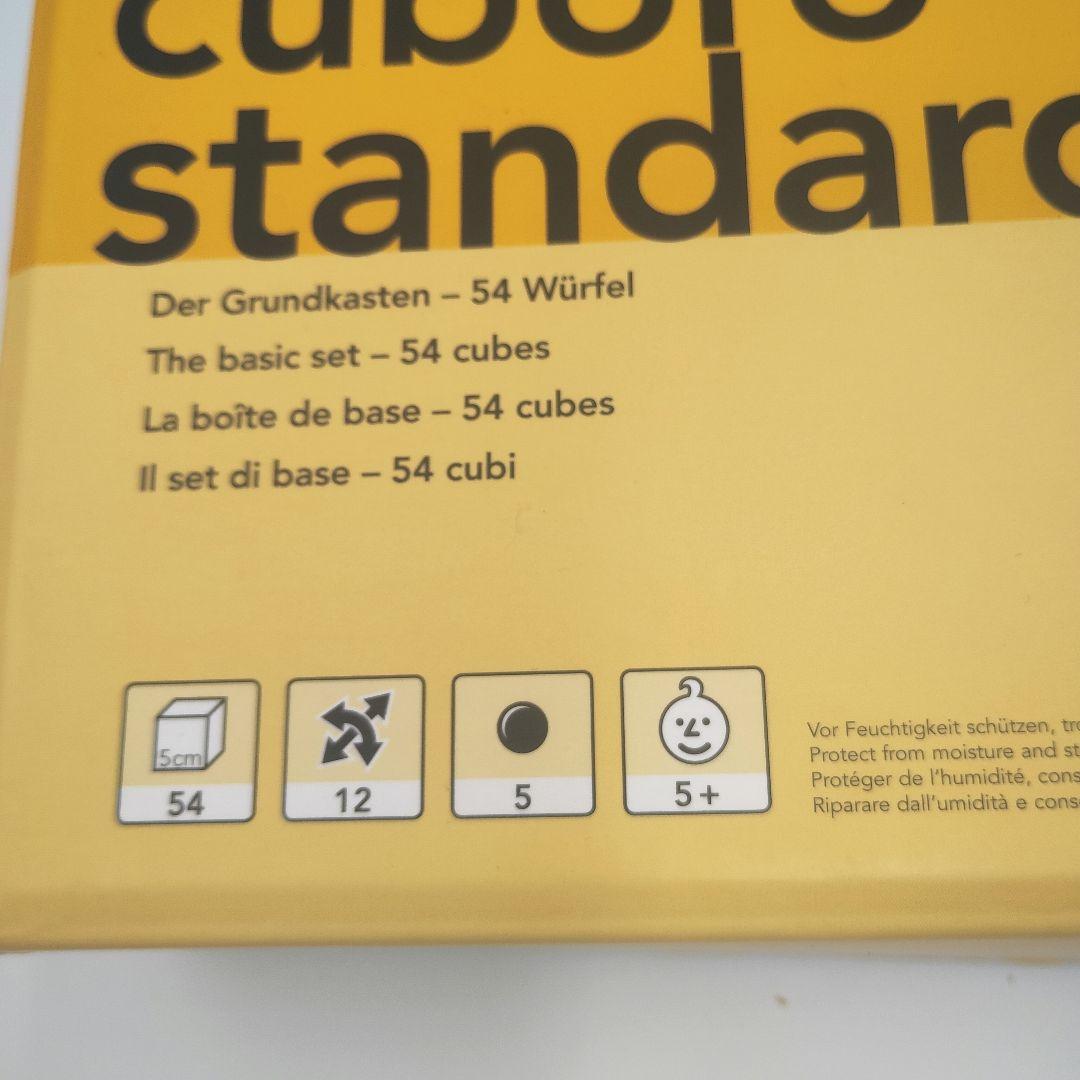 cuboro
standard
Der Grundkasten – 54 Würfel
The basic set – 54 cubes
La boîte de base – 54 cubes
Il set di base – 54 cubi
5cm
54
12
5
5+
Vor Feuchtigkeit schützen,
Protect from moisture and
Protéger de l'humidité,
Riparare dall'umidità e